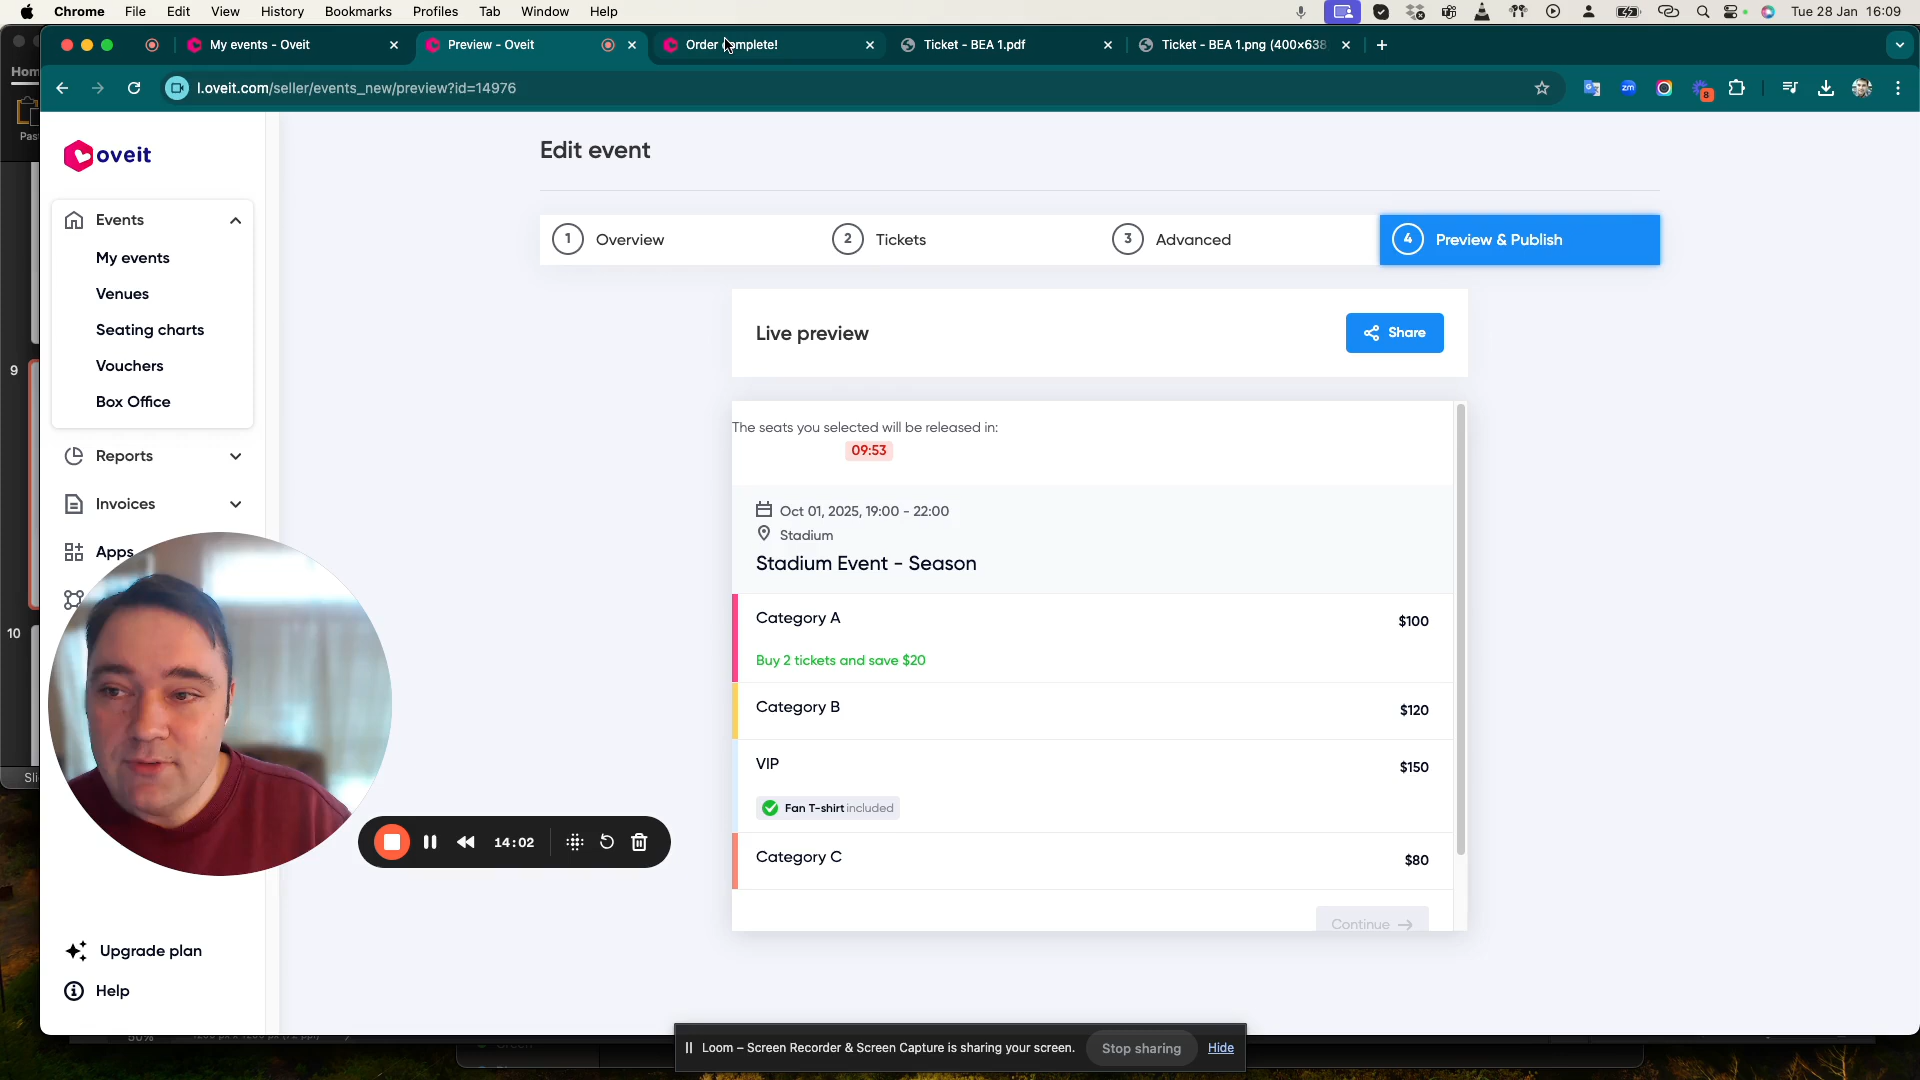 Chrome File Edit View History Bookmarks Profiles Tab Window Help
Tue 28 Jan 16:09
My events - Oveit
Preview - Oveit
Order complete!
Ticket - BEA 1.pdf
Ticket - BEA 1.png (400×638
l.oveit.com/seller/events_new/preview?id=14976
zm
8
oveit
Events
My events
Venues
Seating charts
Vouchers
Box Office
Reports
Invoices
Apps
Upgrade plan
Help
9
10
Edit event
1 Overview
2 Tickets
3 Advanced
4 Preview & Publish
Live preview
Share
The seats you selected will be released in:
09:53
Oct 01, 2025, 19:00 - 22:00
Stadium
Stadium Event - Season
Category A
$100
Buy 2 tickets and save $20
Category B
$120
VIP
$150
Fan T-shirt included
Category C
$80
Continue
14:02
50%
Loom – Screen Recorder & Screen Capture is sharing your screen.
Stop sharing
Hide